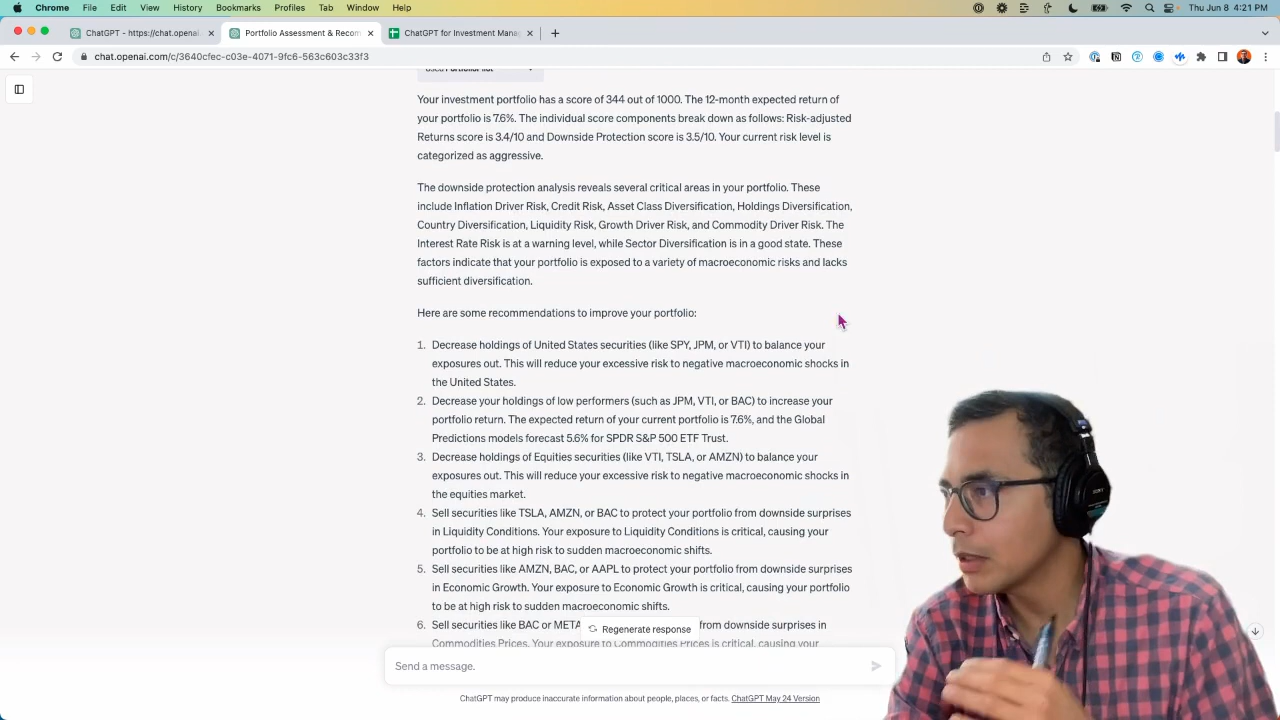 Chrome File Edit View History Bookmarks Profiles Tab Window Help Thu Jun 8 4:21 PM
ChatGPT - https://chat.openai. Portfolio Assessment & Recom ChatGPT for Investment Manag
chat.openai.com/c/3640cfec-c03e-4071-9fc6-563c603c33f3
Your investment portfolio has a score of 344 out of 1000. The 12-month expected return of
your portfolio is 7.6%. The individual score components break down as follows: Risk-adjusted
Returns score is 3.4/10 and Downside Protection score is 3.5/10. Your current risk level is
categorized as aggressive.
The downside protection analysis reveals several critical areas in your portfolio. These
include Inflation Driver Risk, Credit Risk, Asset Class Diversification, Holdings Diversification,
Country Diversification, Liquidity Risk, Growth Driver Risk, and Commodity Driver Risk. The
Interest Rate Risk is at a warning level, while Sector Diversification is in a good state. These
factors indicate that your portfolio is exposed to a variety of macroeconomic risks and lacks
sufficient diversification.
Here are some recommendations to improve your portfolio:
1. Decrease holdings of United States securities (like SPY, JPM, or VTI) to balance your
exposures out. This will reduce your excessive risk to negative macroeconomic shocks in
the United States.
2. Decrease your holdings of low performers (such as JPM, VTI, or BAC) to increase your
portfolio return. The expected return of your current portfolio is 7.6%, and the Global
Predictions models forecast 5.6% for SPDR S&P 500 ETF Trust.
3. Decrease holdings of Equities securities (like VTI, TSLA, or AMZN) to balance your
exposures out. This will reduce your excessive risk to negative macroeconomic shocks in
the equities market.
4. Sell securities like TSLA, AMZN, or BAC to protect your portfolio from downside surprises
in Liquidity Conditions. Your exposure to Liquidity Conditions is critical, causing your
portfolio to be at high risk to sudden macroeconomic shifts.
5. Sell securities like AMZN, BAC, or AAPL to protect your portfolio from downside surprises
in Economic Growth. Your exposure to Economic Growth is critical, causing your portfolio
to be at high risk to sudden macroeconomic shifts.
6. Sell securities like BAC or META from downside surprises in
Regenerate response
Commodities Prices. Your exposure to Commodities Prices is critical, causing your
Send a message.
ChatGPT may produce inaccurate information about people, places, or facts. ChatGPT May 24 Version
SONY